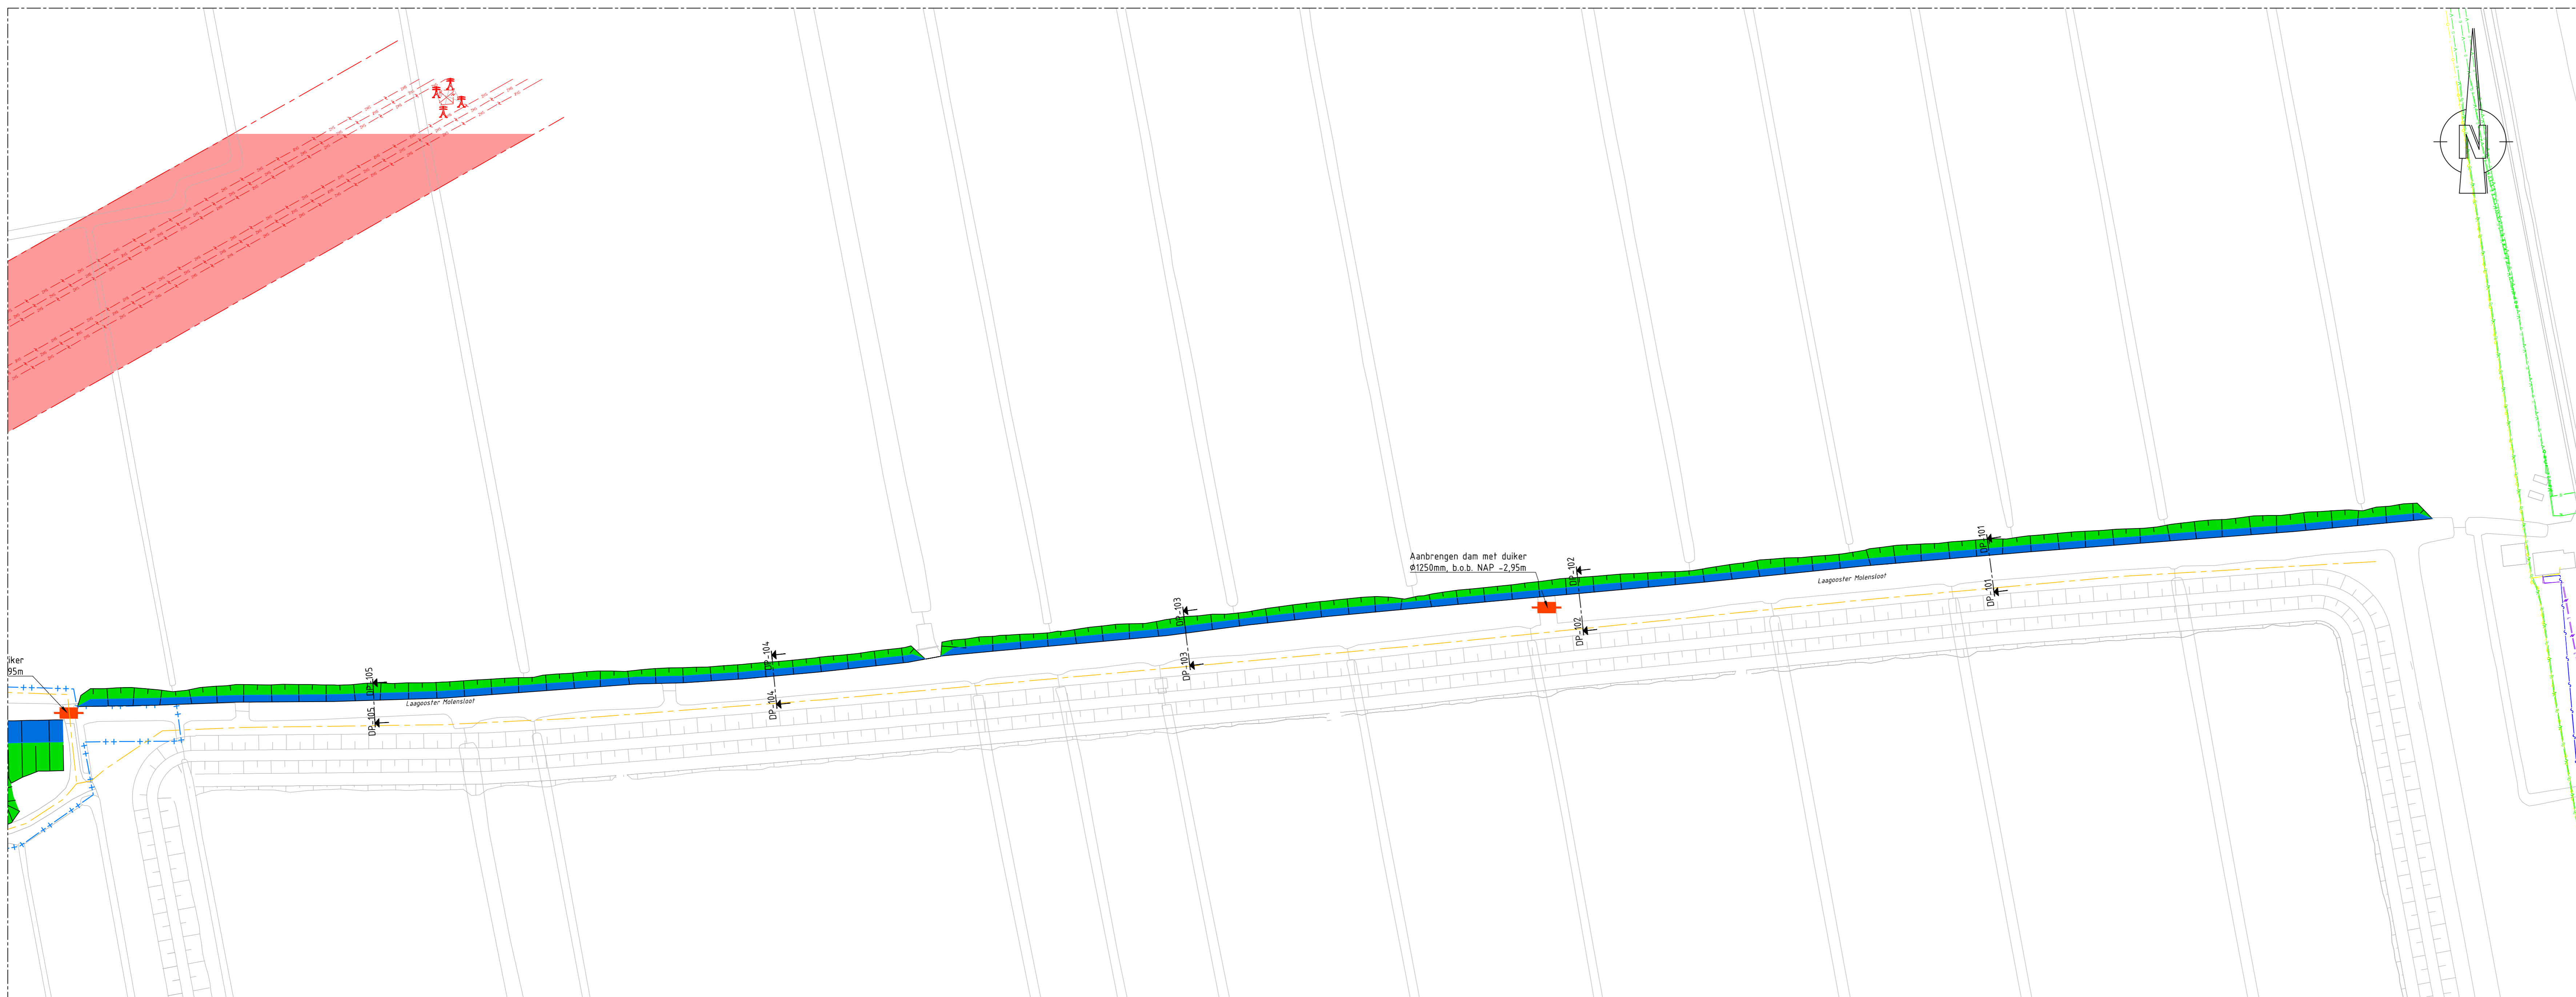 N
DP-101
Aanbrengen dam met duiker
Ø1250mm, b.o.b. NAP -2,95m
DP-102
Laagooster Molensloot
DP-101
DP-103
DP-102
DP-104
DP-103
iker
95m
DP-105
Laagooster Molensloot
DP-104
DP-105